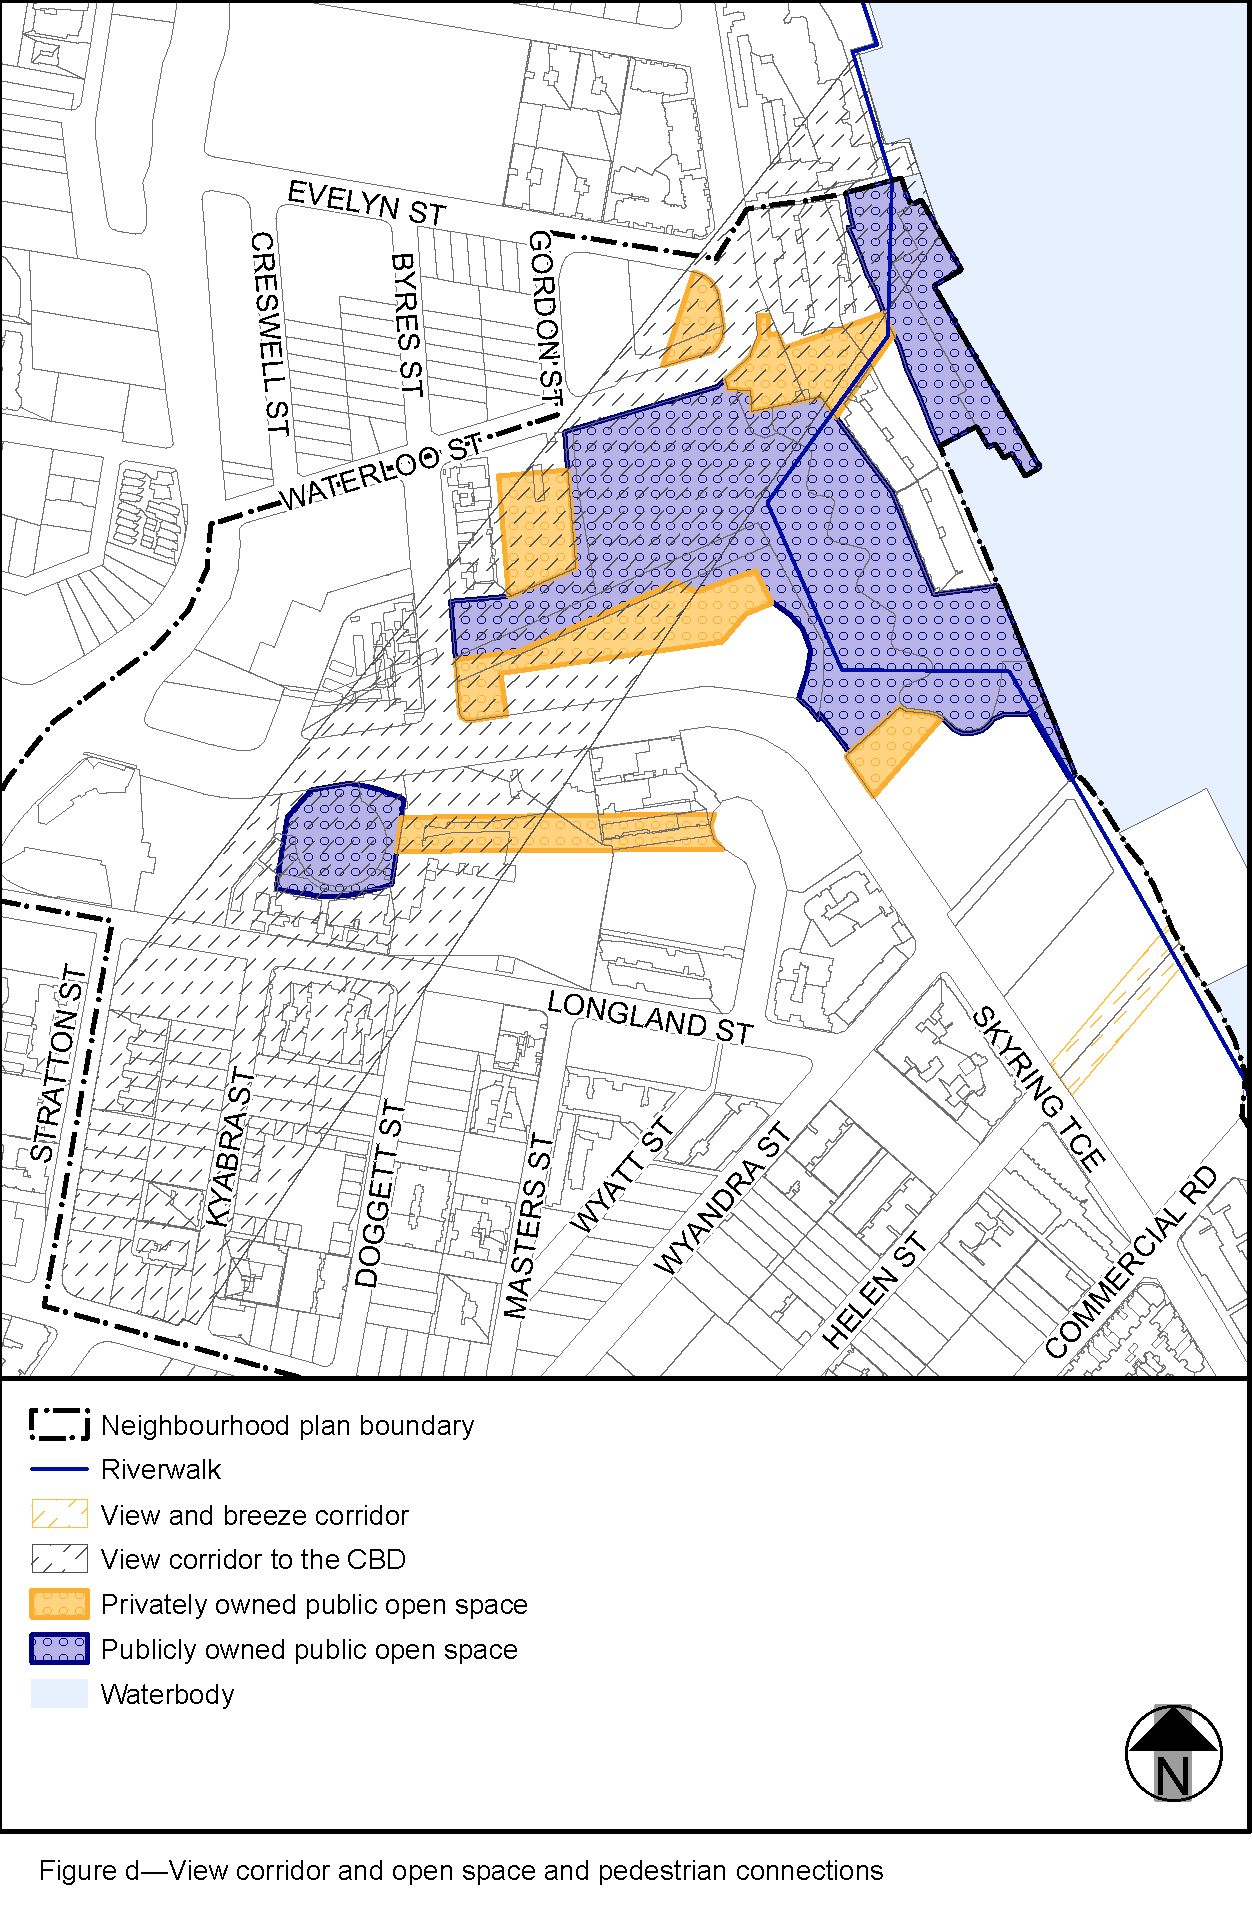 EVELYN ST
CRESWELL ST
BYRES ST
GORDON ST
WATERLOO ST
STRATTON ST
KYABRA ST
DOGGETT ST
MASTERS ST
LONGLAND ST
WYATT ST
WYANDRA ST
HELEN ST
SKYRING TCE
COMMERCIAL RD
Neighbourhood plan boundary
Riverwalk
View and breeze corridor
View corridor to the CBD
Privately owned public open space
Publicly owned public open space
Waterbody
N
Figure d—View corridor and open space and pedestrian connections